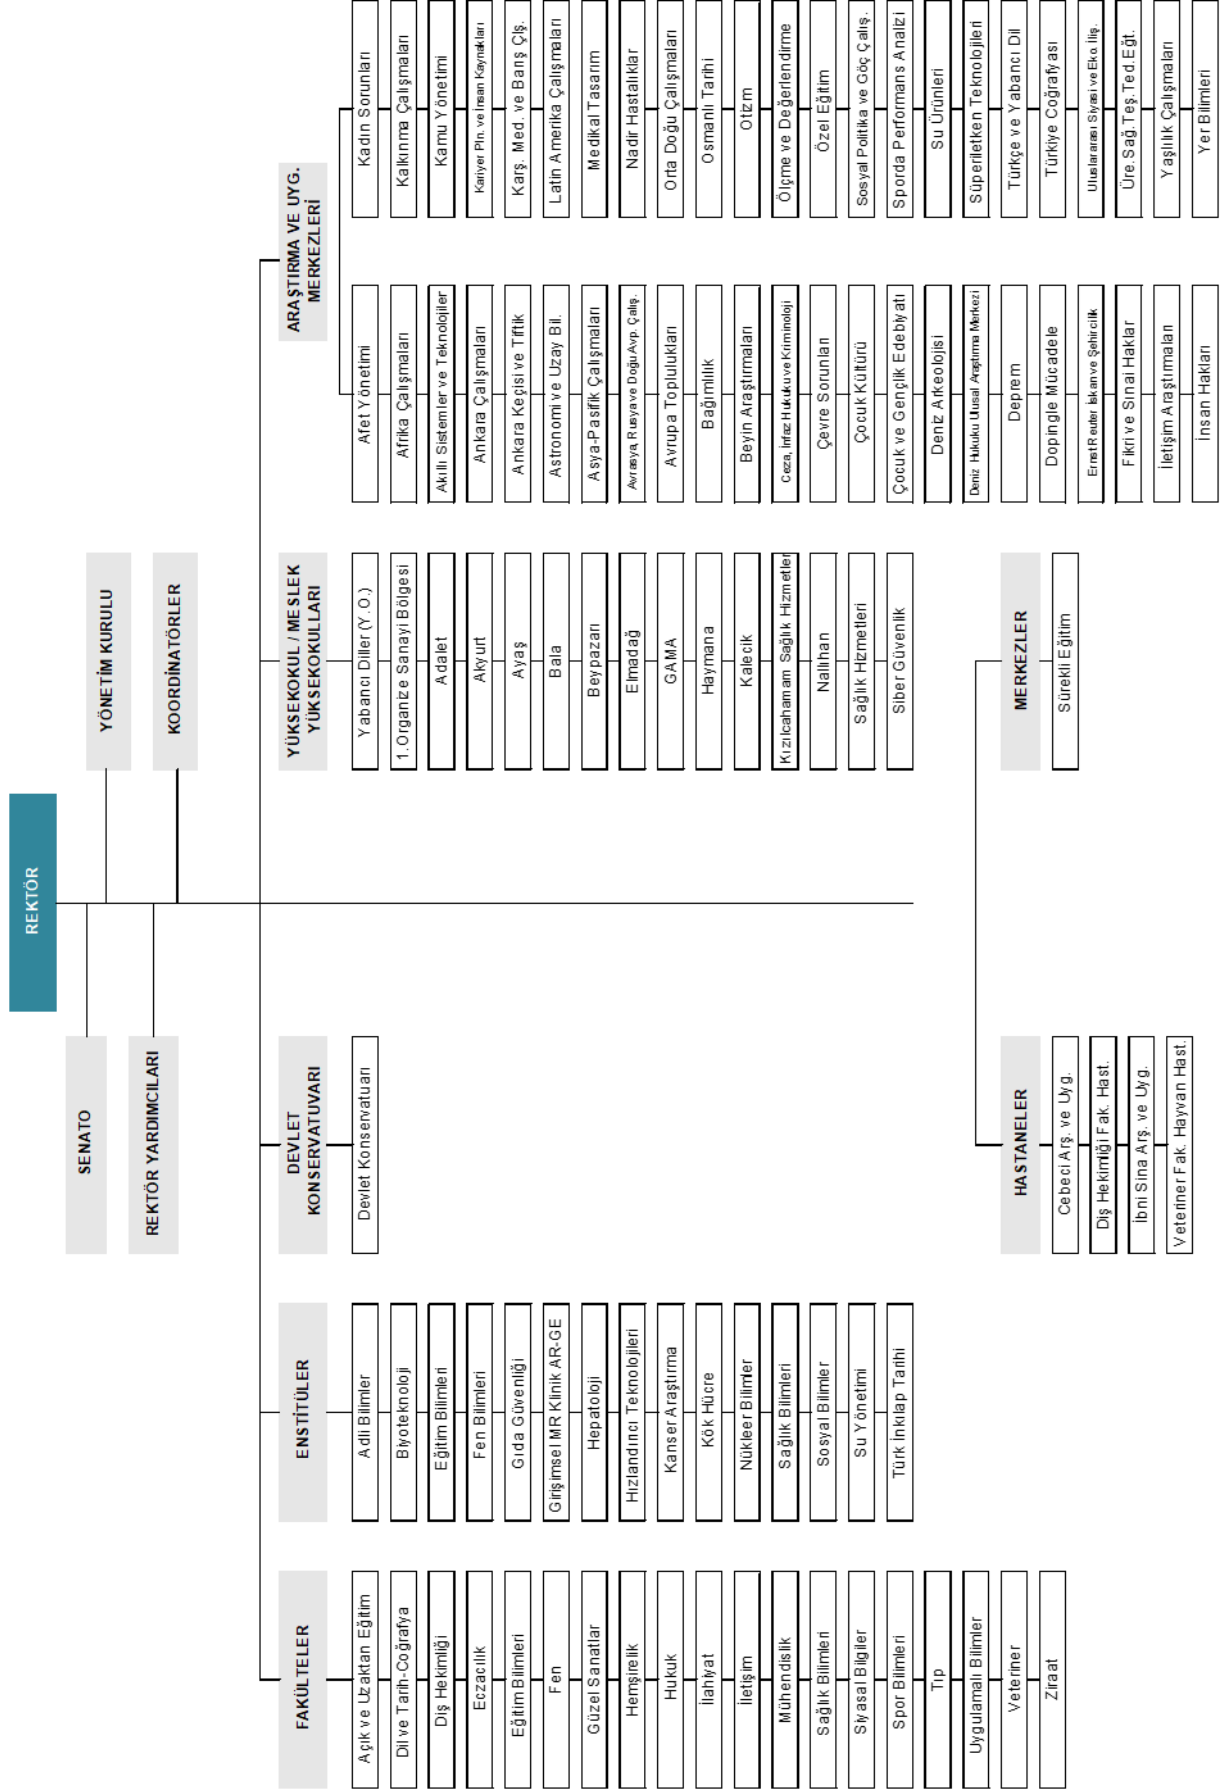 REKTÖR
SENATO
YÖNETİM KURULU
REKTÖR YARDIMCILARI
KOORDİNATÖRLER
FAKÜLTELER
Açık ve Uzaktan Eğitim
Dil ve Tarih-Coğrafya
Diş Hekimliği
Eczacılık
Eğitim Bilimleri
Fen
Güzel Sanatlar
Hemşirelik
Hukuk
İlahiyat
İletişim
Mühendislik
Sağlık Bilimleri
Siyasal Bilgiler
Spor Bilimleri
Tıp
Uygulamalı Bilimler
Veteriner
Ziraat
ENSTİTÜLER
Adli Bilimler
Biyoteknoloji
Eğitim Bilimleri
Fen Bilimleri
Gıda Güvenliği
Girişimsel MR Klinik AR-GE
Hepatoloji
Hızlandırıcı Teknolojileri
Kanser Araştırma
Kök Hücre
Nükleer Bilimler
Sağlık Bilimleri
Sosyal Bilimler
Su Yönetimi
Türk İnkılap Tarihi
DEVLET
KONSERVATUVARI
Devlet Konservatuarı
YÜKSEKOKUL / MESLEK
YÜKSEKOKULLARI
Yabancı Diller (Y.O.)
1.Organize Sanayi Bölgesi
Adalet
Akyurt
Ayaş
Bala
Beypazarı
Elmadağ
GAMA
Haymana
Kalecik
Kızılcahamam Sağlık Hizmetler
Nallıhan
Sağlık Hizmetleri
Siber Güvenlik
ARAŞTIRMA VE UYG.
MERKEZLERİ
Afet Yönetimi
Afrika Çalışmaları
Akıllı Sistemler ve Teknolojiler
Ankara Çalışmaları
Ankara Keçisi ve Tiftik
Astronomi ve Uzay Bil.
Asya-Pasifik Çalışmaları
Avrasya, Rusya ve Doğu Avp. Çalış.
Avrupa Toplulukları
Bağımlılık
Beyin Araştırmaları
Ceza, İnfaz Hukuku ve Kriminoloji
Çevre Sorunları
Çocuk Kültürü
Çocuk ve Gençlik Edebiyatı
Deniz Arkeolojisi
Deniz Hukuku Ulusal Araştırma Merkezi
Deprem
Dopingle Mücadele
Ernst Reuter İskan ve Şehircilik
Fikri ve Sınai Haklar
İletişim Araştırmaları
İnsan Hakları
Kadın Sorunları
Kalkınma Çalışmaları
Kamu Yönetimi
Kariyer Pln. ve İnsan Kaynakları
Karş. Med. ve Barış Çlş.
Latin Amerika Çalışmaları
Medikal Tasarım
Nadir Hastalıklar
Orta Doğu Çalışmaları
Osmanlı Tarihi
Otizm
Ölçme ve Değerlendirme
Özel Eğitim
Sosyal Politika ve Göç Çalış.
Sporda Performans Analizi
Su Ürünleri
Süperiletken Teknolojileri
Türkçe ve Yabancı Dil
Türkiye Coğrafyası
Uluslararası Siyasi ve Eko. İliş.
Üre.Sağ.Teş.Ted.Eğt.
Yaşlılık Çalışmaları
Yer Bilimleri
HASTANELER
Cebeci Arş. ve Uyg.
Diş Hekimliği Fak. Hast.
İbni Sina Arş. ve Uyg.
Veteriner Fak. Hayvan Hast.
MERKEZLER
Sürekli Eğitim